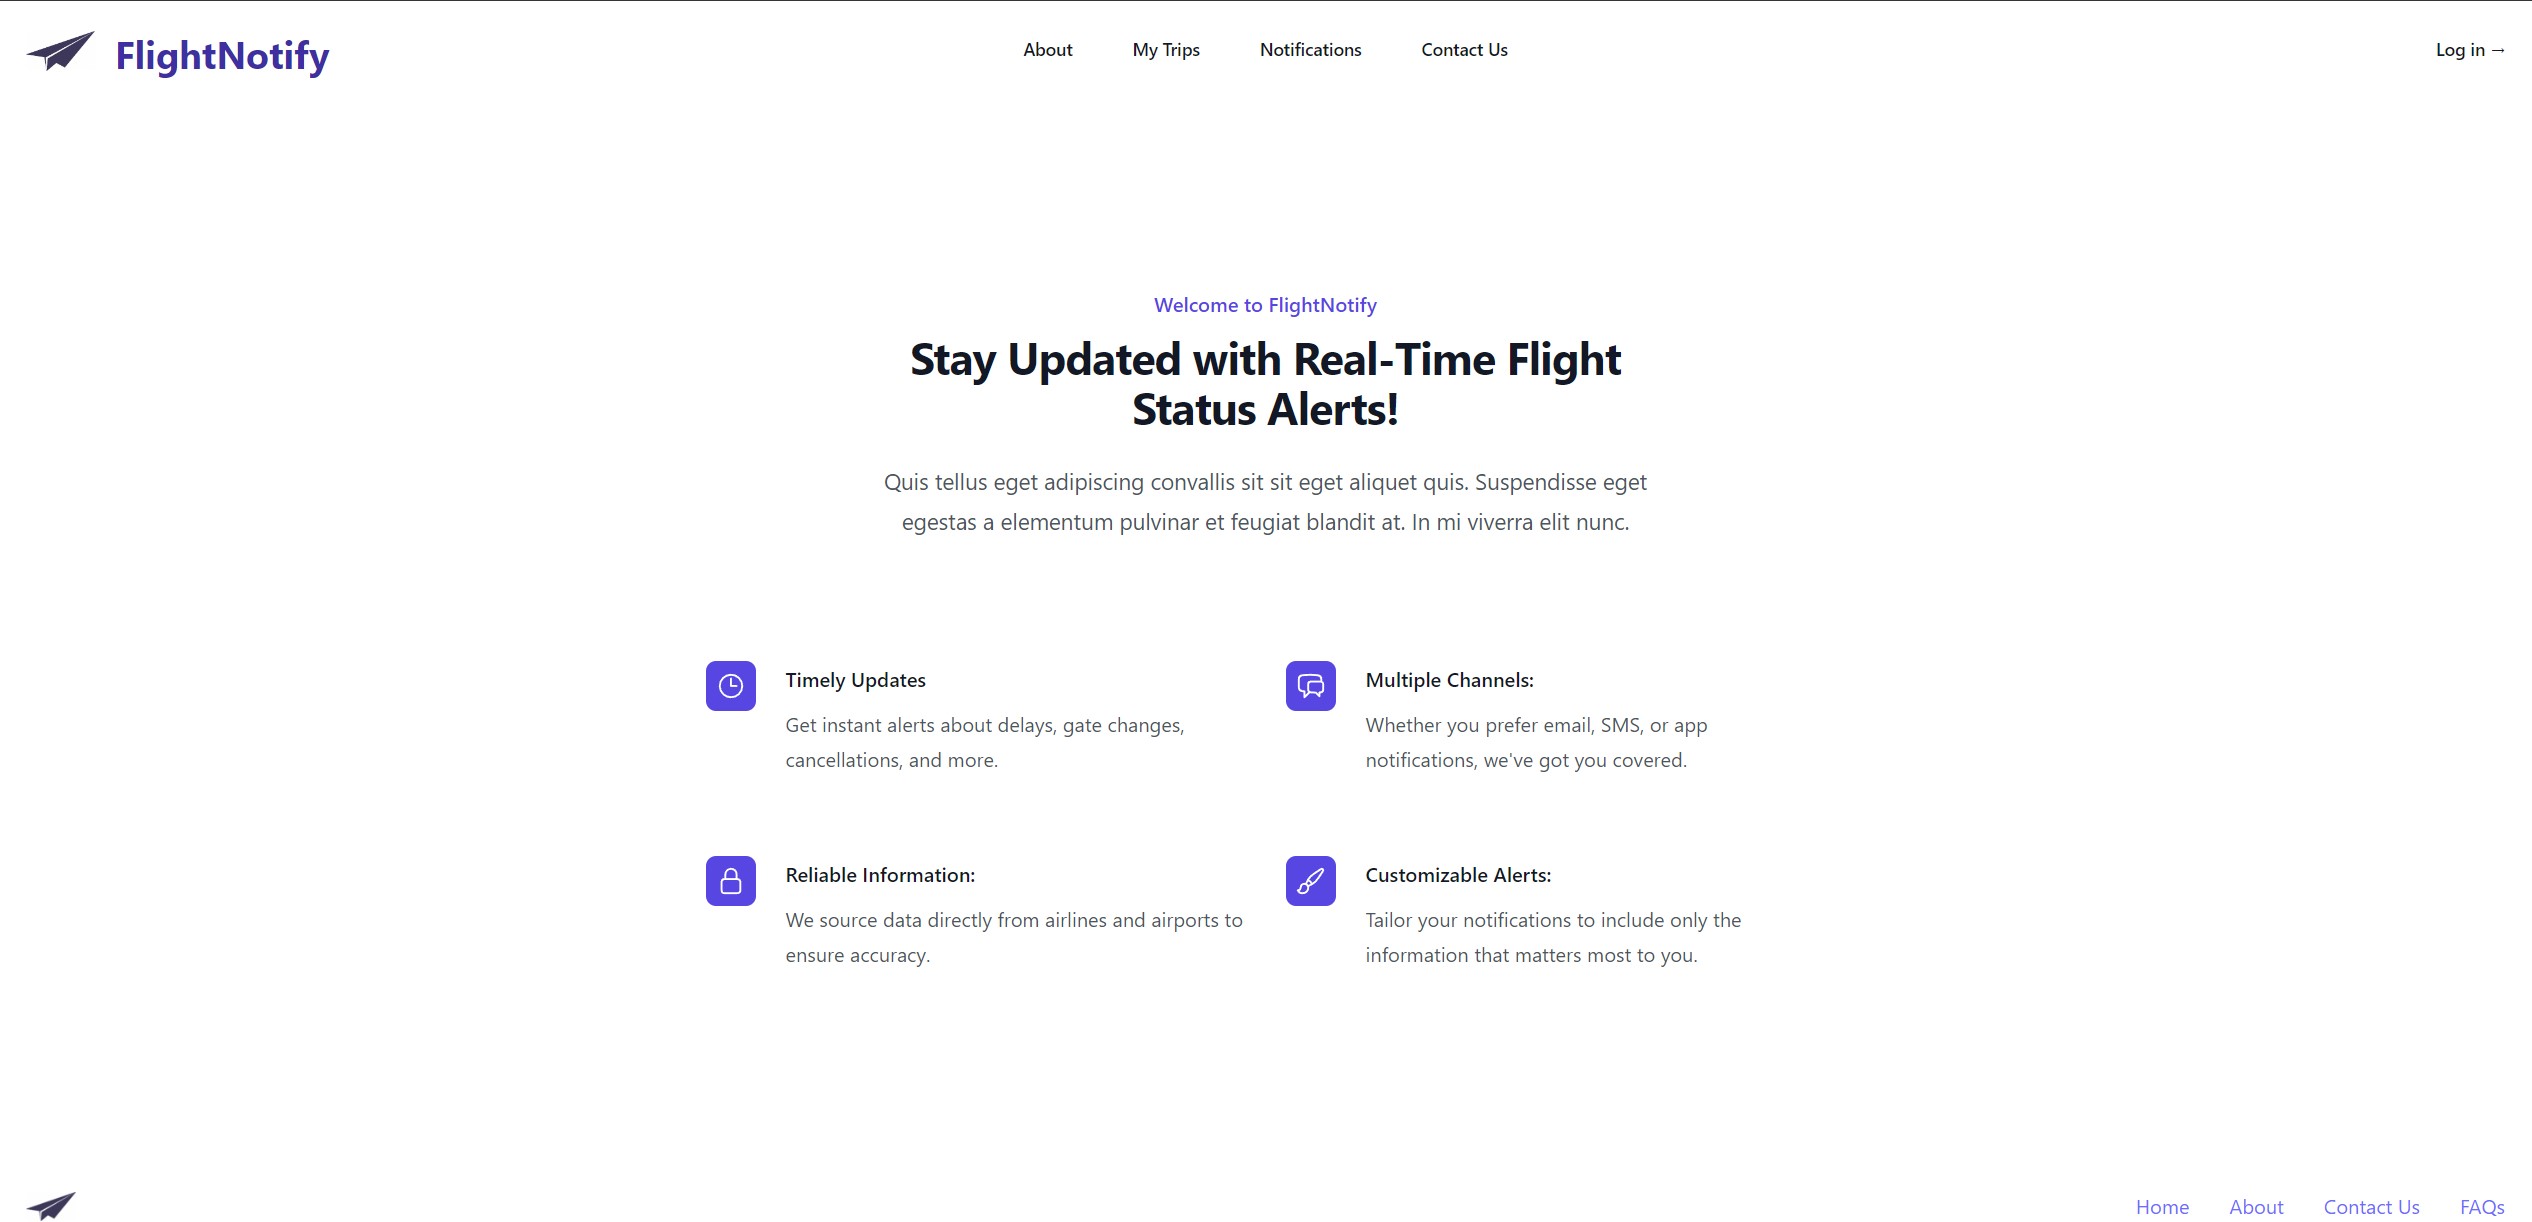 FlightNotify
About My Trips Notifications Contact Us
Log in →
Welcome to FlightNotify
Stay Updated with Real-Time Flight
Status Alerts!
Quis tellus eget adipiscing convallis sit sit eget aliquet quis. Suspendisse eget
egestas a elementum pulvinar et feugiat blandit at. In mi viverra elit nunc.
Timely Updates
Get instant alerts about delays, gate changes,
cancellations, and more.
Multiple Channels:
Whether you prefer email, SMS, or app
notifications, we've got you covered.
Reliable Information:
We source data directly from airlines and airports to
ensure accuracy.
Customizable Alerts:
Tailor your notifications to include only the
information that matters most to you.
Home About Contact Us FAQs